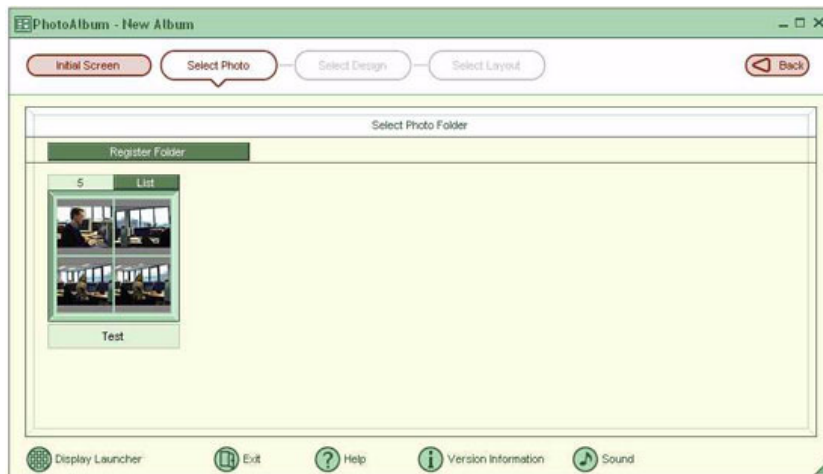 PhotoAlbum - New Album
Initial Screen
Select Photo
Select Design
Select Layout
Back
Select Photo Folder
Register Folder
5
List
Test
Display Launcher
Exit
Help
Version Information
Sound